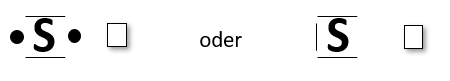 •S• □ oder |S □